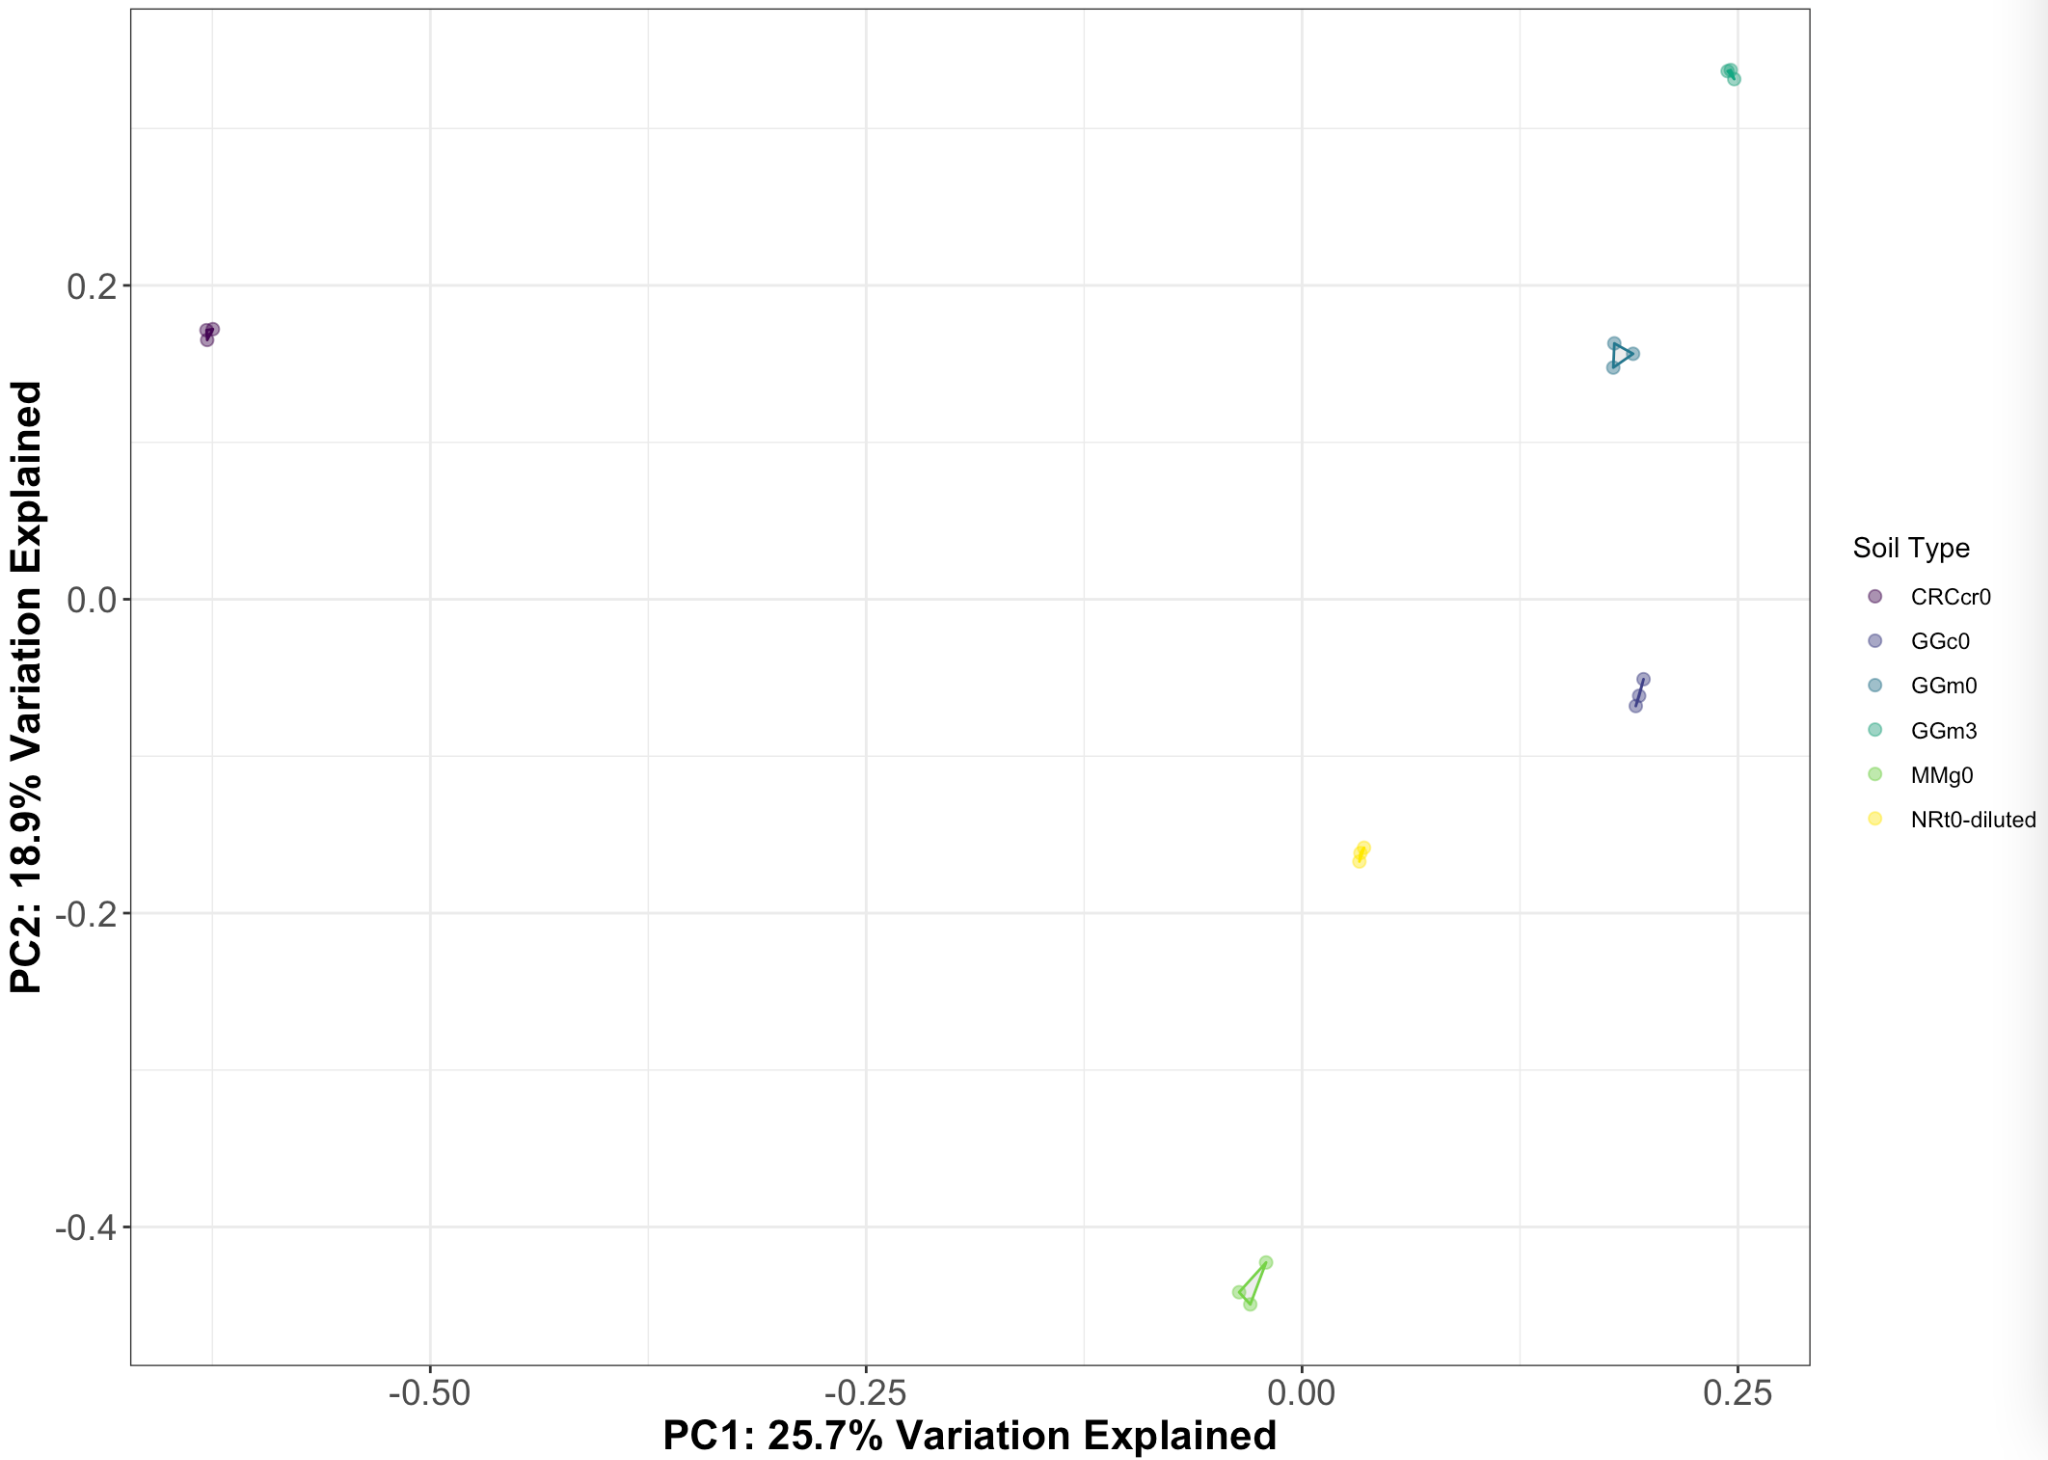 PC2: 18.9% Variation Explained
0.2
0.0
-0.2
-0.4
-0.50
-0.25
0.00
0.25
PC1: 25.7% Variation Explained
Soil Type
CRCcr0
GGc0
GGm0
GGm3
MMg0
NRt0-diluted